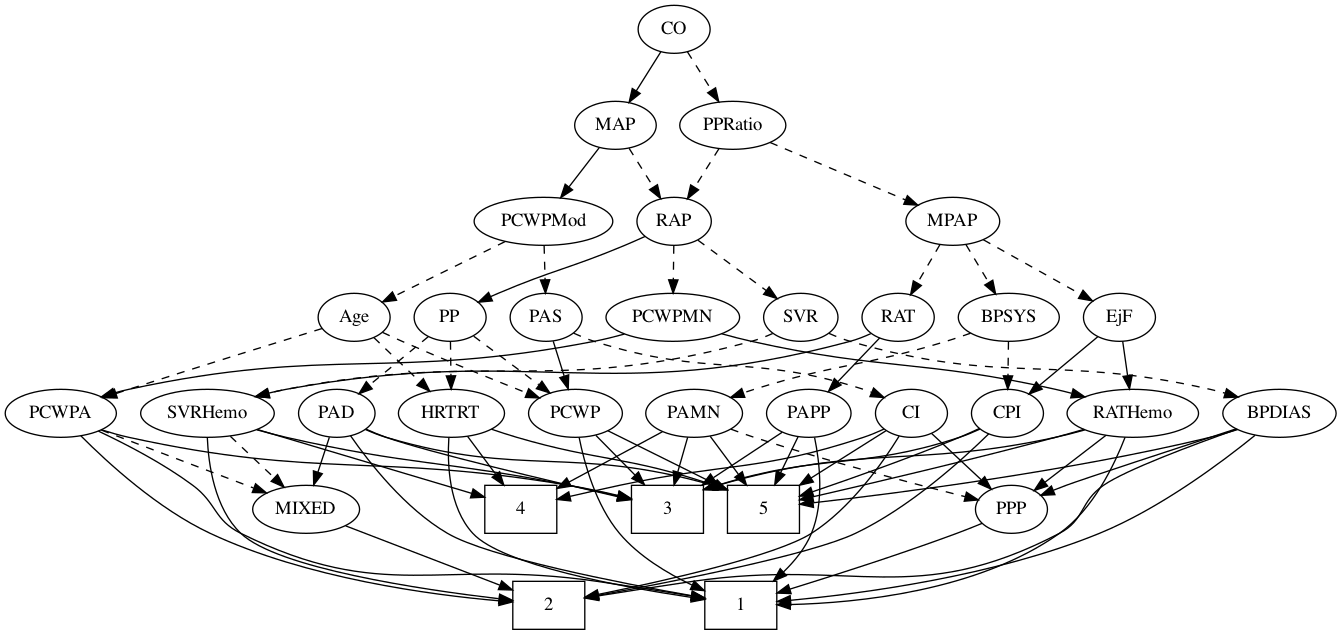 CO
MAP PPRatio
PCWPMod RAP MPAP
Age PP PAS PCWPMN SVR RAT BPSYS EjF
PCWPA SVRHemo PAD HRTRT PCWP PAMN PAPP CI CPI RATHemo BPDIAS
MIXED 4 3 5 PPP
2 1